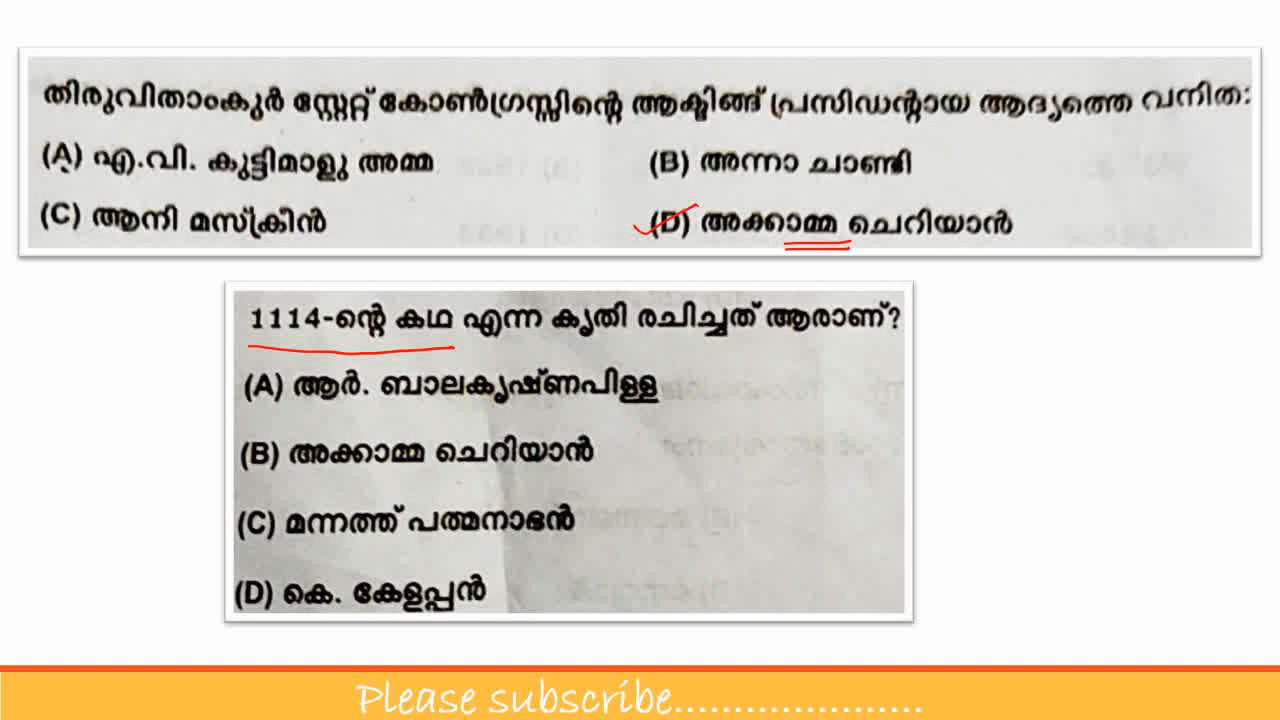 തിരുവിതാംകൂർ സ്റ്റേറ്റ് കോൺഗ്രസ്സിന്റെ ആക്ടിങ്ങ് പ്രസിഡന്റായ ആദ്യത്തെ വനിത:
(A) എ.വി. കുട്ടിമാളു അമ്മ (B) അന്നാ ചാണ്ടി
(C) ആനി മസ്ക്രീൻ (D) അക്കാമ്മ ചെറിയാൻ
1114-ന്റെ കഥ എന്ന കൃതി രചിച്ചത് ആരാണ്?
(A) ആർ. ബാലകൃഷ്ണപിള്ള
(B) അക്കാമ്മ ചെറിയാൻ
(C) മന്നത്ത് പത്മനാഭൻ
(D) കെ. കേളപ്പൻ
Please subscribe.....................